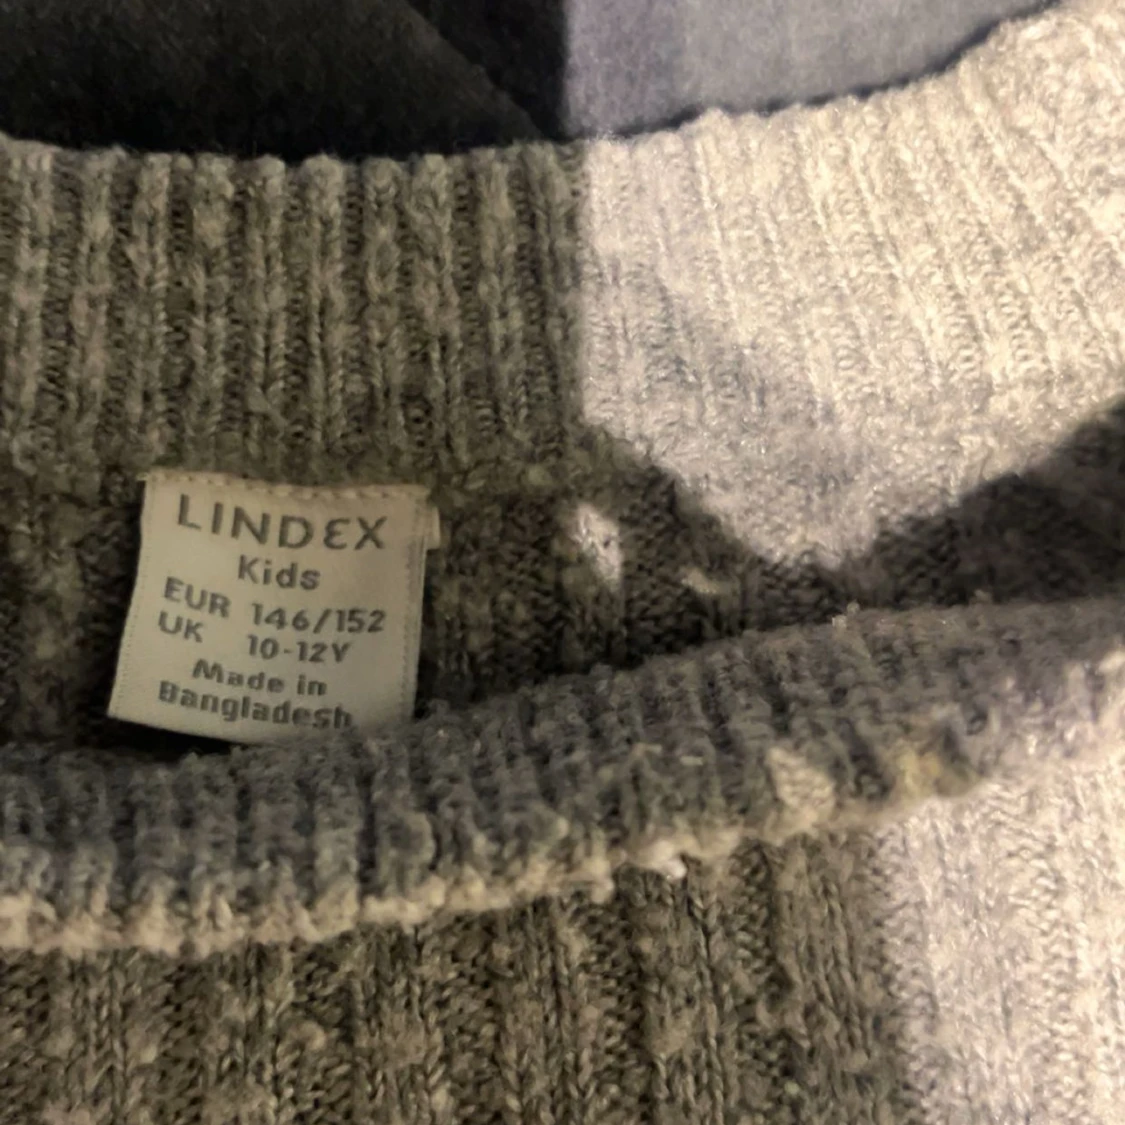 LINDEX
Kids
EUR 146/152
UK 10-12Y
Made in
Bangladesh